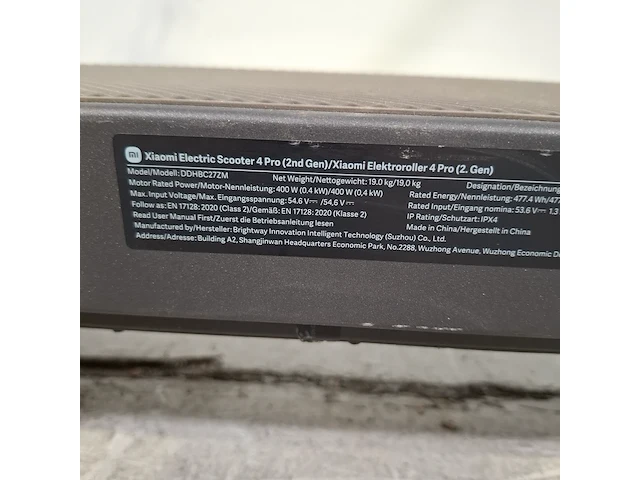 mi Xiaomi Electric Scooter 4 Pro (2nd Gen)/Xiaomi Elektroroller 4 Pro (2. Gen)
Model/Modell: DDHBC27ZM Net Weight/Nettogewicht: 19.0 kg/19,0 kg Designation/Bezeichnung
Motor Rated Power/Motor-Nennleistung: 400 W (0.4 kW)/400 W (0,4 kW) Rated Energy/Nennleistung: 477.4 Wh/477
Max. Input Voltage/Max. Eingangsspannung: 54.6 V⎓/54,6 V⎓ Rated Input/Eingang nomina: 53.6 V⎓ 1.3
Follow as: EN 17128: 2020 (Class 2)/Gemäß: EN 17128: 2020 (Klasse 2) IP Rating/Schutzart: IPX4
Read User Manual First/Zuerst die Betriebsanleitung lesen Made in China/Hergestellt in China
Manufactured by/Hersteller: Brightway Innovation Intelligent Technology (Suzhou) Co., Ltd.
Address/Adresse: Building A2, Shangjinwan Headquarters Economic Park, No.2288, Wuzhong Avenue, Wuzhong Economic